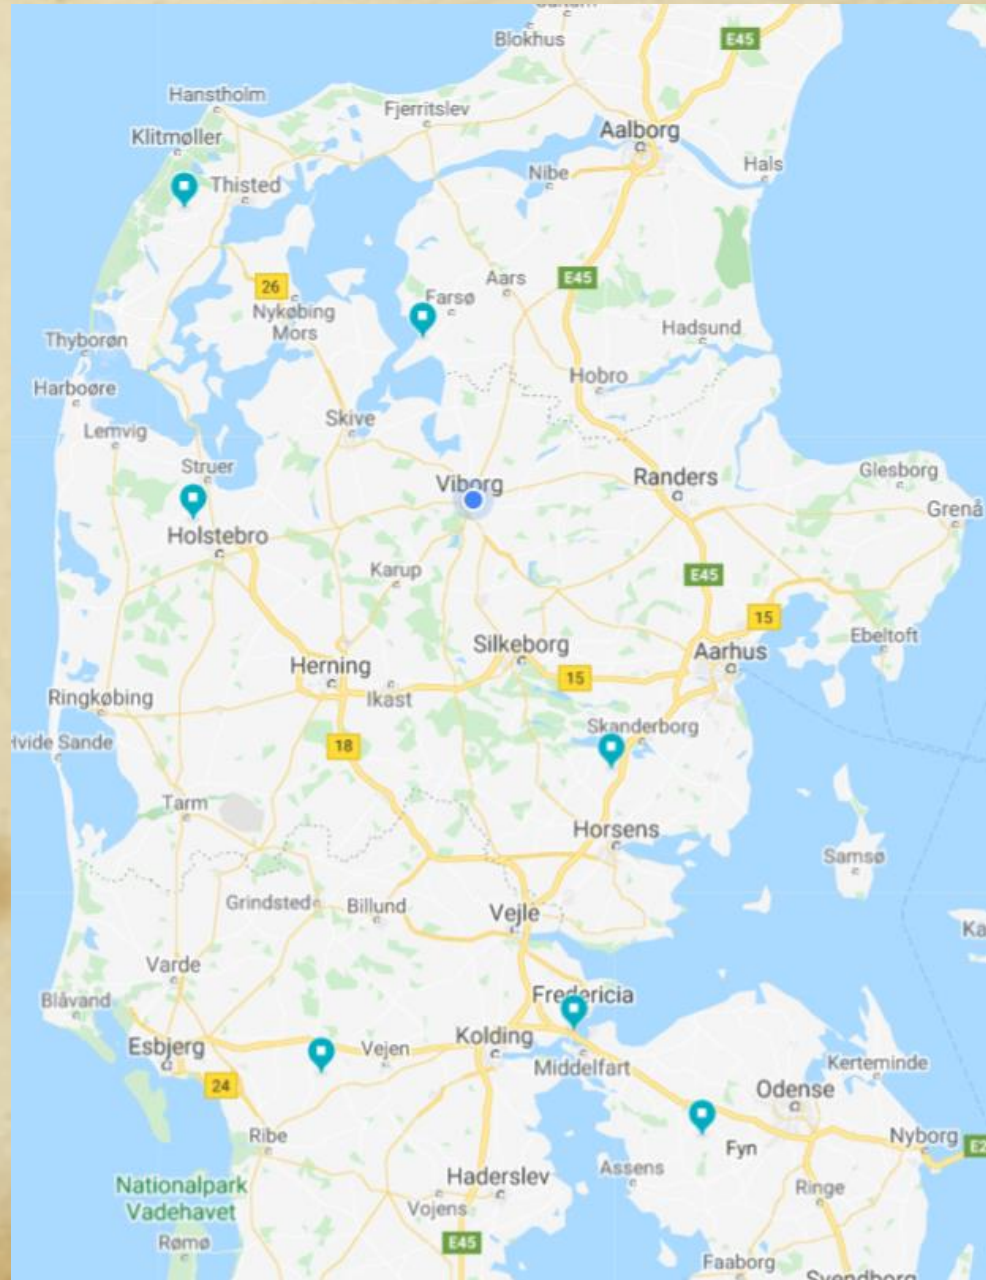 Blokhus
E45
Hanstholm
Fjerritslev
Klitmøller
Aalborg
Hals
Nibe
Thisted
Aars
E45
26
Farsø
Nykøbing
Mors
Hadsund
Thyborøn
Hobro
Harboøre
Skive
Lemvig
Struer
Glesborg
Viborg
Randers
Grenå
Holstebro
Karup
E45
15
Ebeltoft
Silkeborg
Aarhus
Herning
15
Ringkøbing
Ikast
Skanderborg
Hvide Sande
18
Tarm
Horsens
Samsø
Grindsted
Billund
Vejle
Ka
Varde
Fredericia
Blåvand
Kolding
Esbjerg
Vejen
Middelfart
Kerteminde
24
Odense
Ribe
Fyn
Nyborg
E2
Assens
Haderslev
Nationalpark
Vadehavet
Ringe
Vojens
Rømø
E45
Faaborg
Svendborg